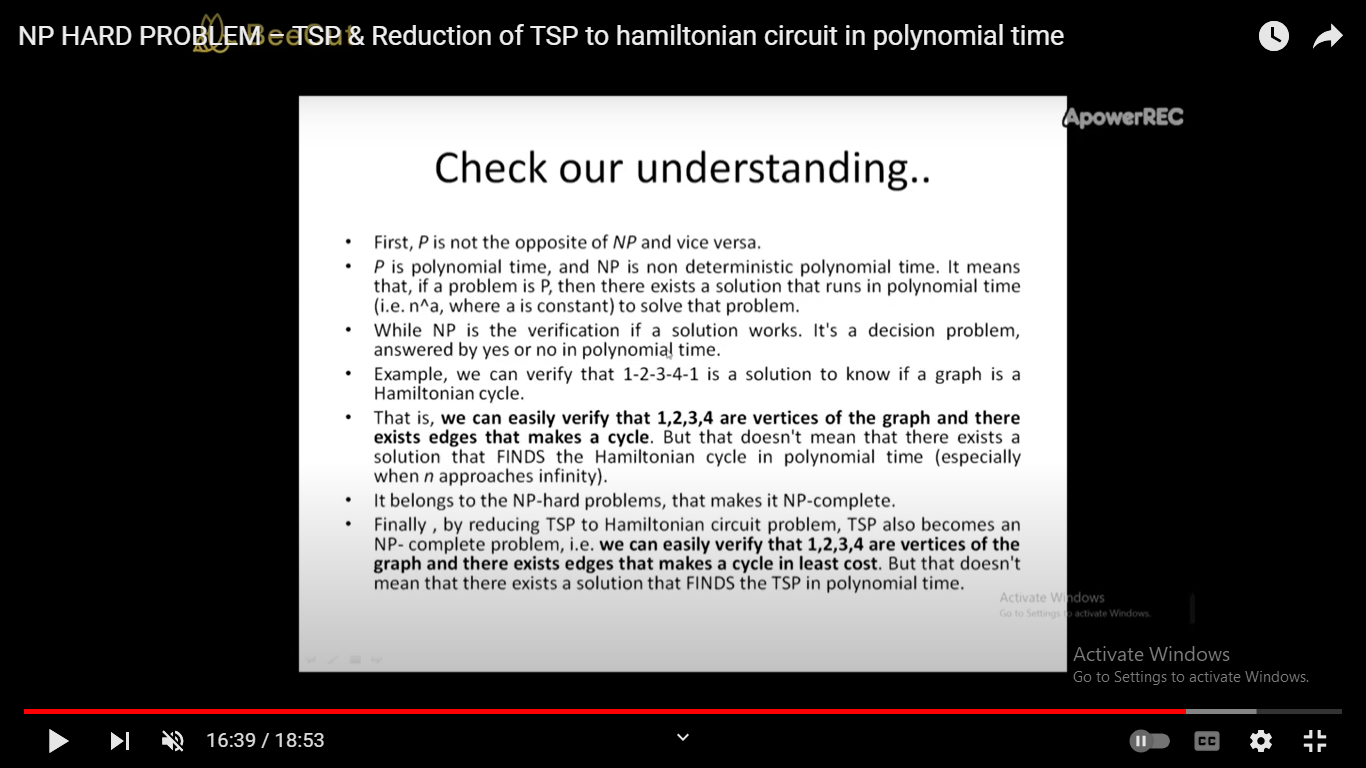 NP HARD PROBLEM – TSP & Reduction of TSP to hamiltonian circuit in polynomial time
BeeCut
ApowerREC
Check our understanding..
• First, P is not the opposite of NP and vice versa.
• P is polynomial time, and NP is non deterministic polynomial time. It means
that, if a problem is P, then there exists a solution that runs in polynomial time
(i.e. n^a, where a is constant) to solve that problem.
• While NP is the verification if a solution works. It's a decision problem,
answered by yes or no in polynomial time.
• Example, we can verify that 1-2-3-4-1 is a solution to know if a graph is a
Hamiltonian cycle.
• That is, we can easily verify that 1,2,3,4 are vertices of the graph and there
exists edges that makes a cycle. But that doesn't mean that there exists a
solution that FINDS the Hamiltonian cycle in polynomial time (especially
when n approaches infinity).
• It belongs to the NP-hard problems, that makes it NP-complete.
• Finally , by reducing TSP to Hamiltonian circuit problem, TSP also becomes an
NP- complete problem, i.e. we can easily verify that 1,2,3,4 are vertices of the
graph and there exists edges that makes a cycle in least cost. But that doesn't
mean that there exists a solution that FINDS the TSP in polynomial time.
Activate Windows
Go to Settings to activate Windows.
Activate Windows
Go to Settings to activate Windows.
16:39 / 18:53
CC